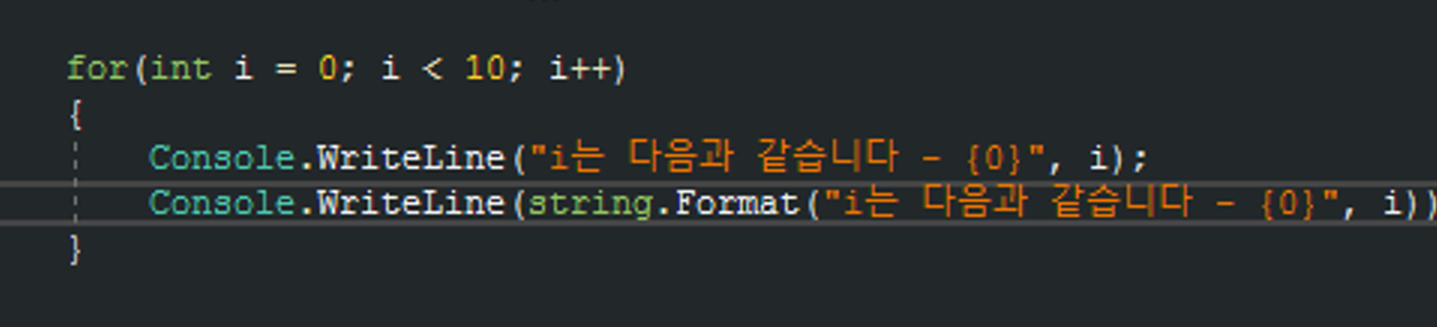 for(int i = 0; i < 10; i++)
{
Console.WriteLine("i는 다음과 같습니다 - {0}", i);
Console.WriteLine(string.Format("i는 다음과 같습니다 - {0}", i))
}